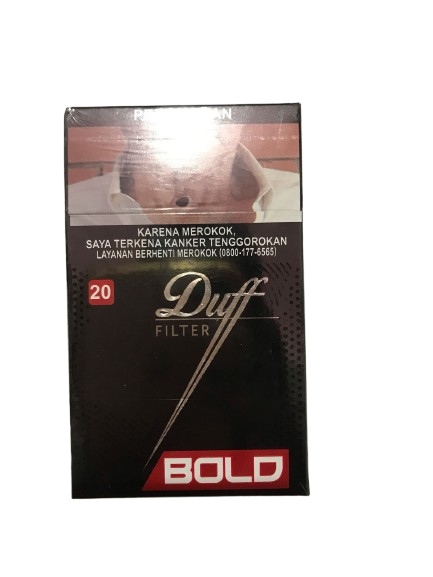 KARENA MEROKOK,
SAYA TERKENA KANKER TENGGOROKAN
LAYANAN BERHENTI MEROKOK (0800-177-6565)
20
Duff
FILTER
BOLD